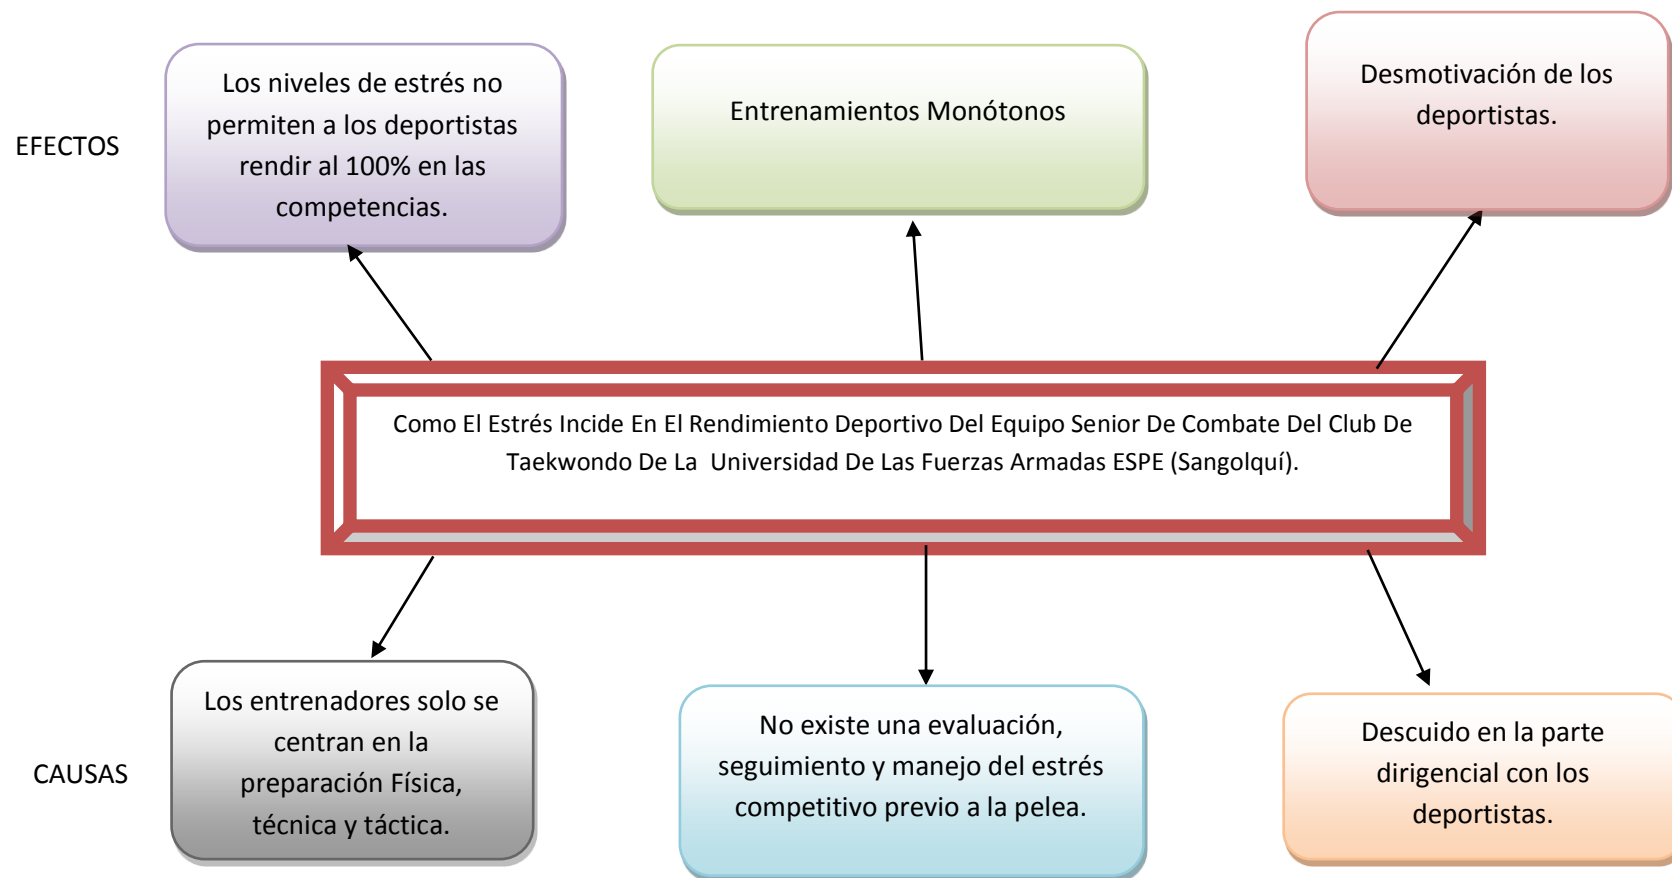 EFECTOS
Los niveles de estrés no
permiten a los deportistas
rendir al 100% en las
competencias.
Entrenamientos Monótonos
Desmotivación de los
deportistas.
Como El Estrés Incide En El Rendimiento Deportivo Del Equipo Senior De Combate Del Club De
Taekwondo De La  Universidad De Las Fuerzas Armadas ESPE (Sangolquí).
CAUSAS
Los entrenadores solo se
centran en la
preparación Física,
técnica y táctica.
No existe una evaluación,
seguimiento y manejo del estrés
competitivo previo a la pelea.
Descuido en la parte
dirigencial con los
deportistas.